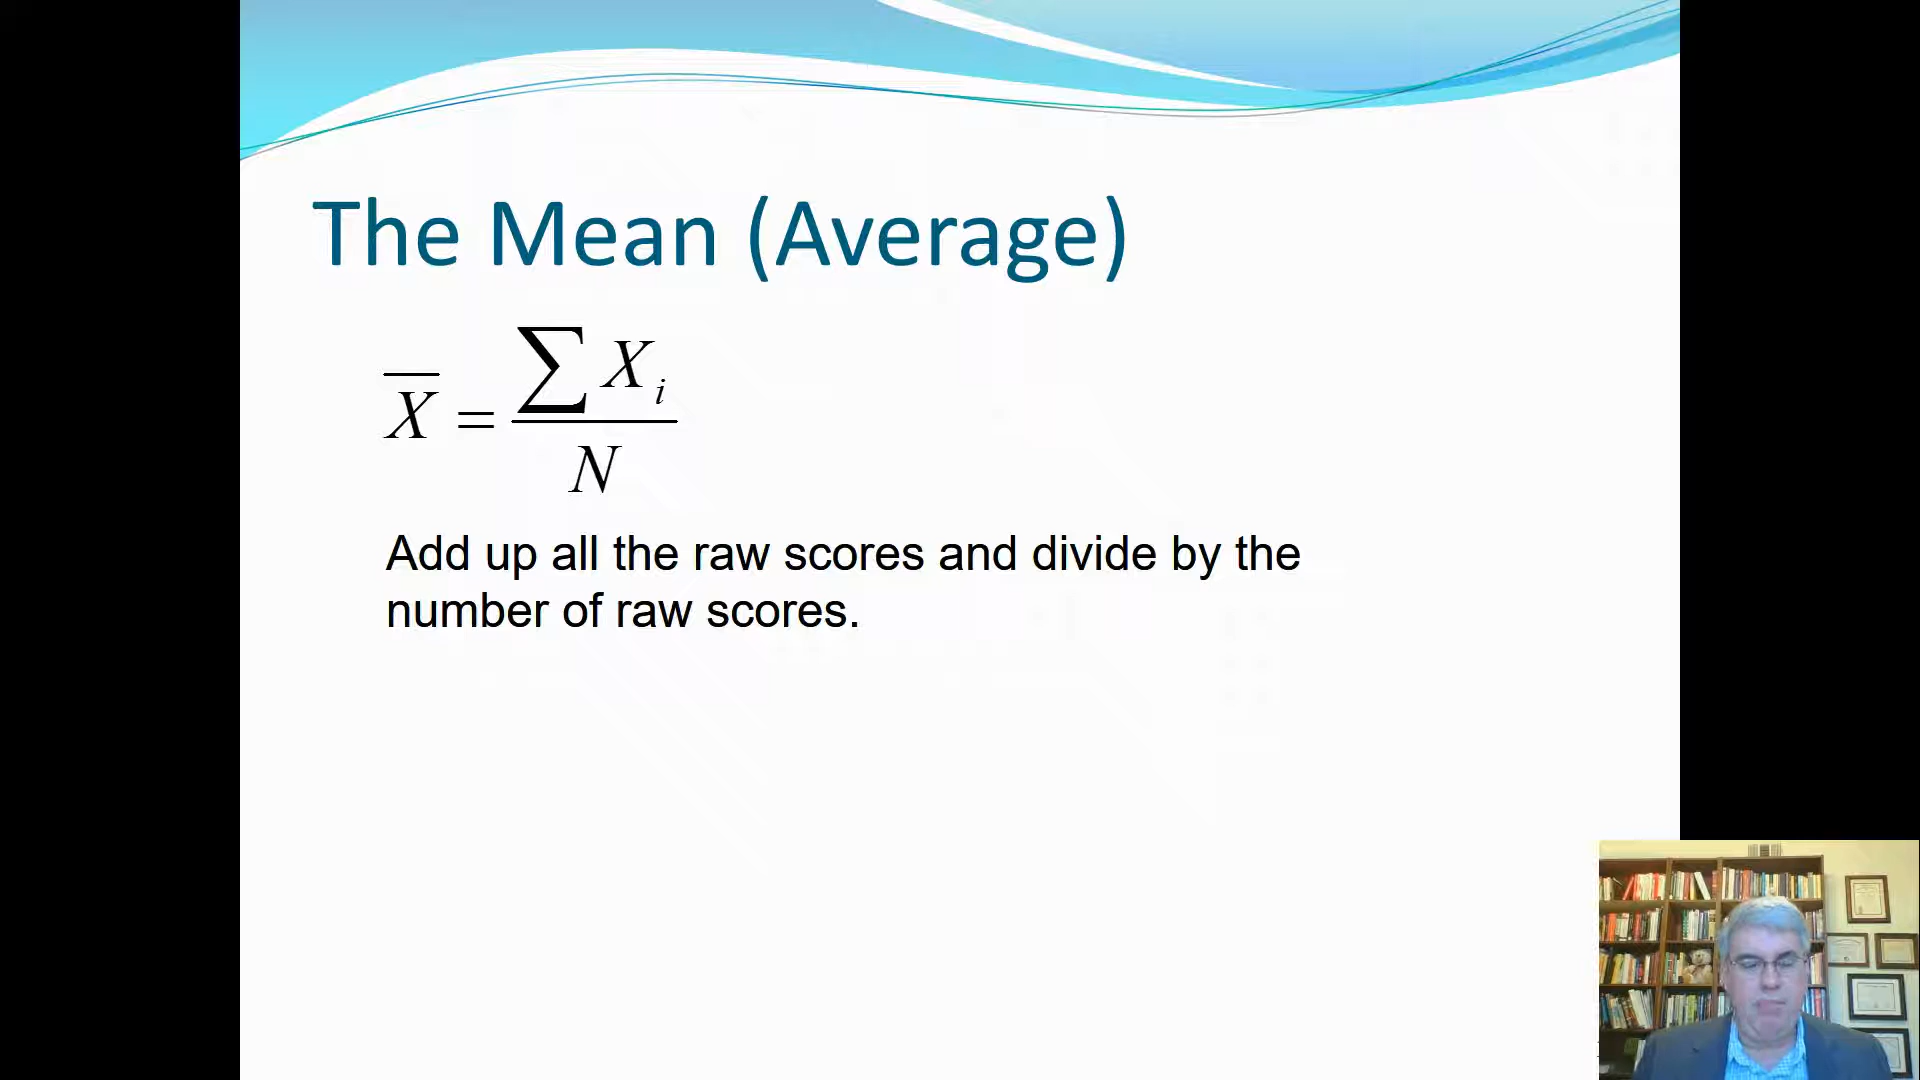 The Mean (Average)
X̄ = ∑ Xᵢ / N
Add up all the raw scores and divide by the
number of raw scores.